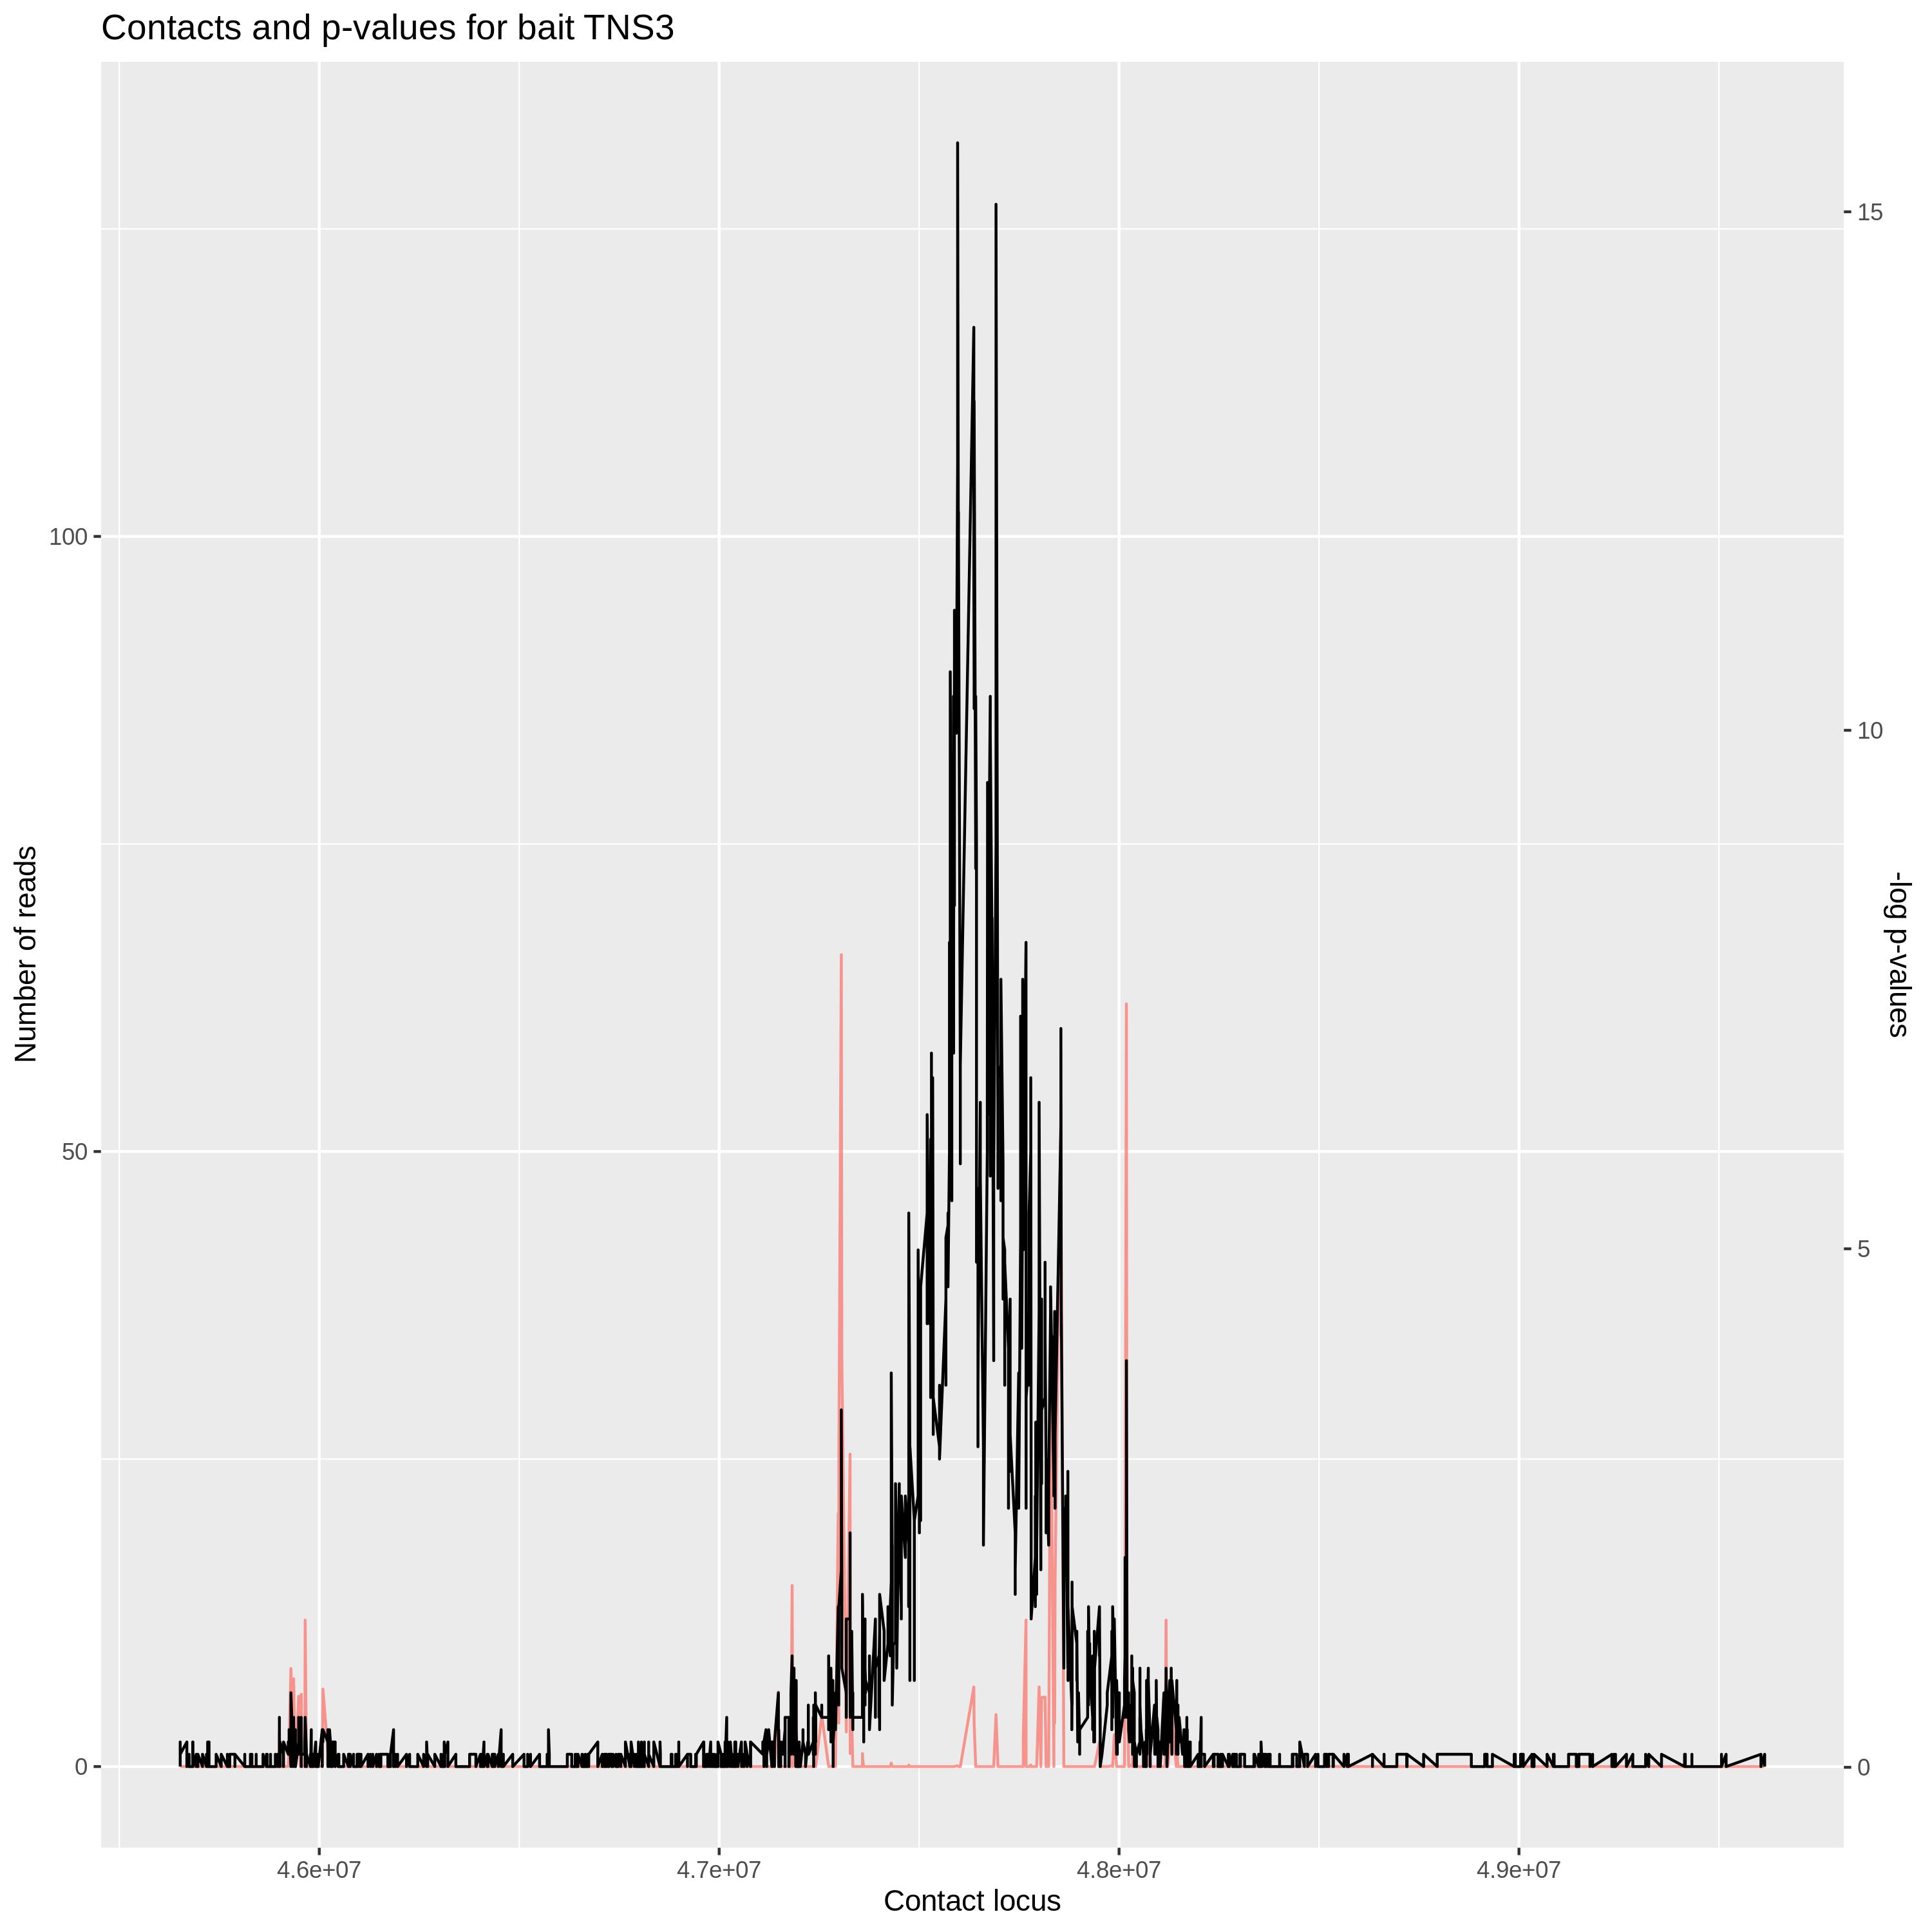 Contacts and p-values for bait TNS3
15
100
10
Number of reads
-log p-values
50
5
0
0
4.6e+07
4.7e+07
4.8e+07
4.9e+07
Contact locus